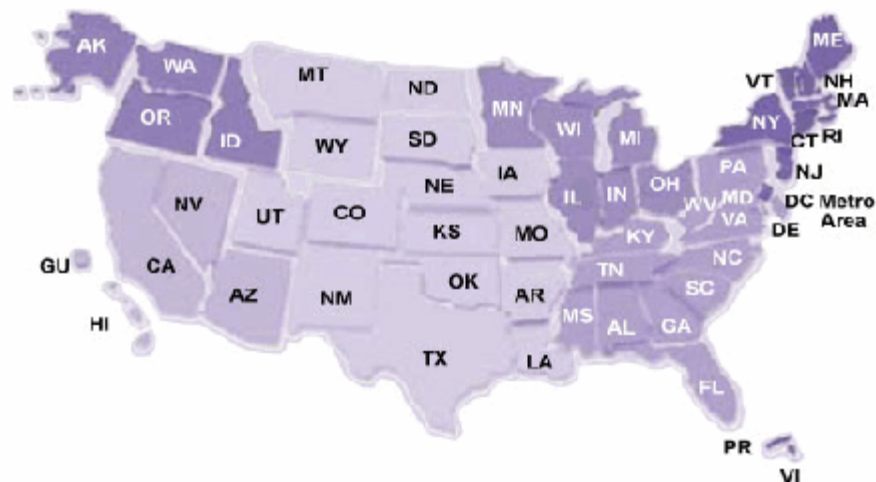 AK
WA
MT
ND
MN
ME
VT
NH
MA
OR
ID
WY
SD
WI
MI
NY
CT
RI
IA
PA
NJ
NV
UT
CO
NE
IL
IN
OH
WV
MD
DC Metro
Area
VA
DE
KS
MO
KY
GU
CA
AZ
NM
OK
AR
TN
NC
SC
HI
MS
AL
GA
TX
LA
FL
PR
VI